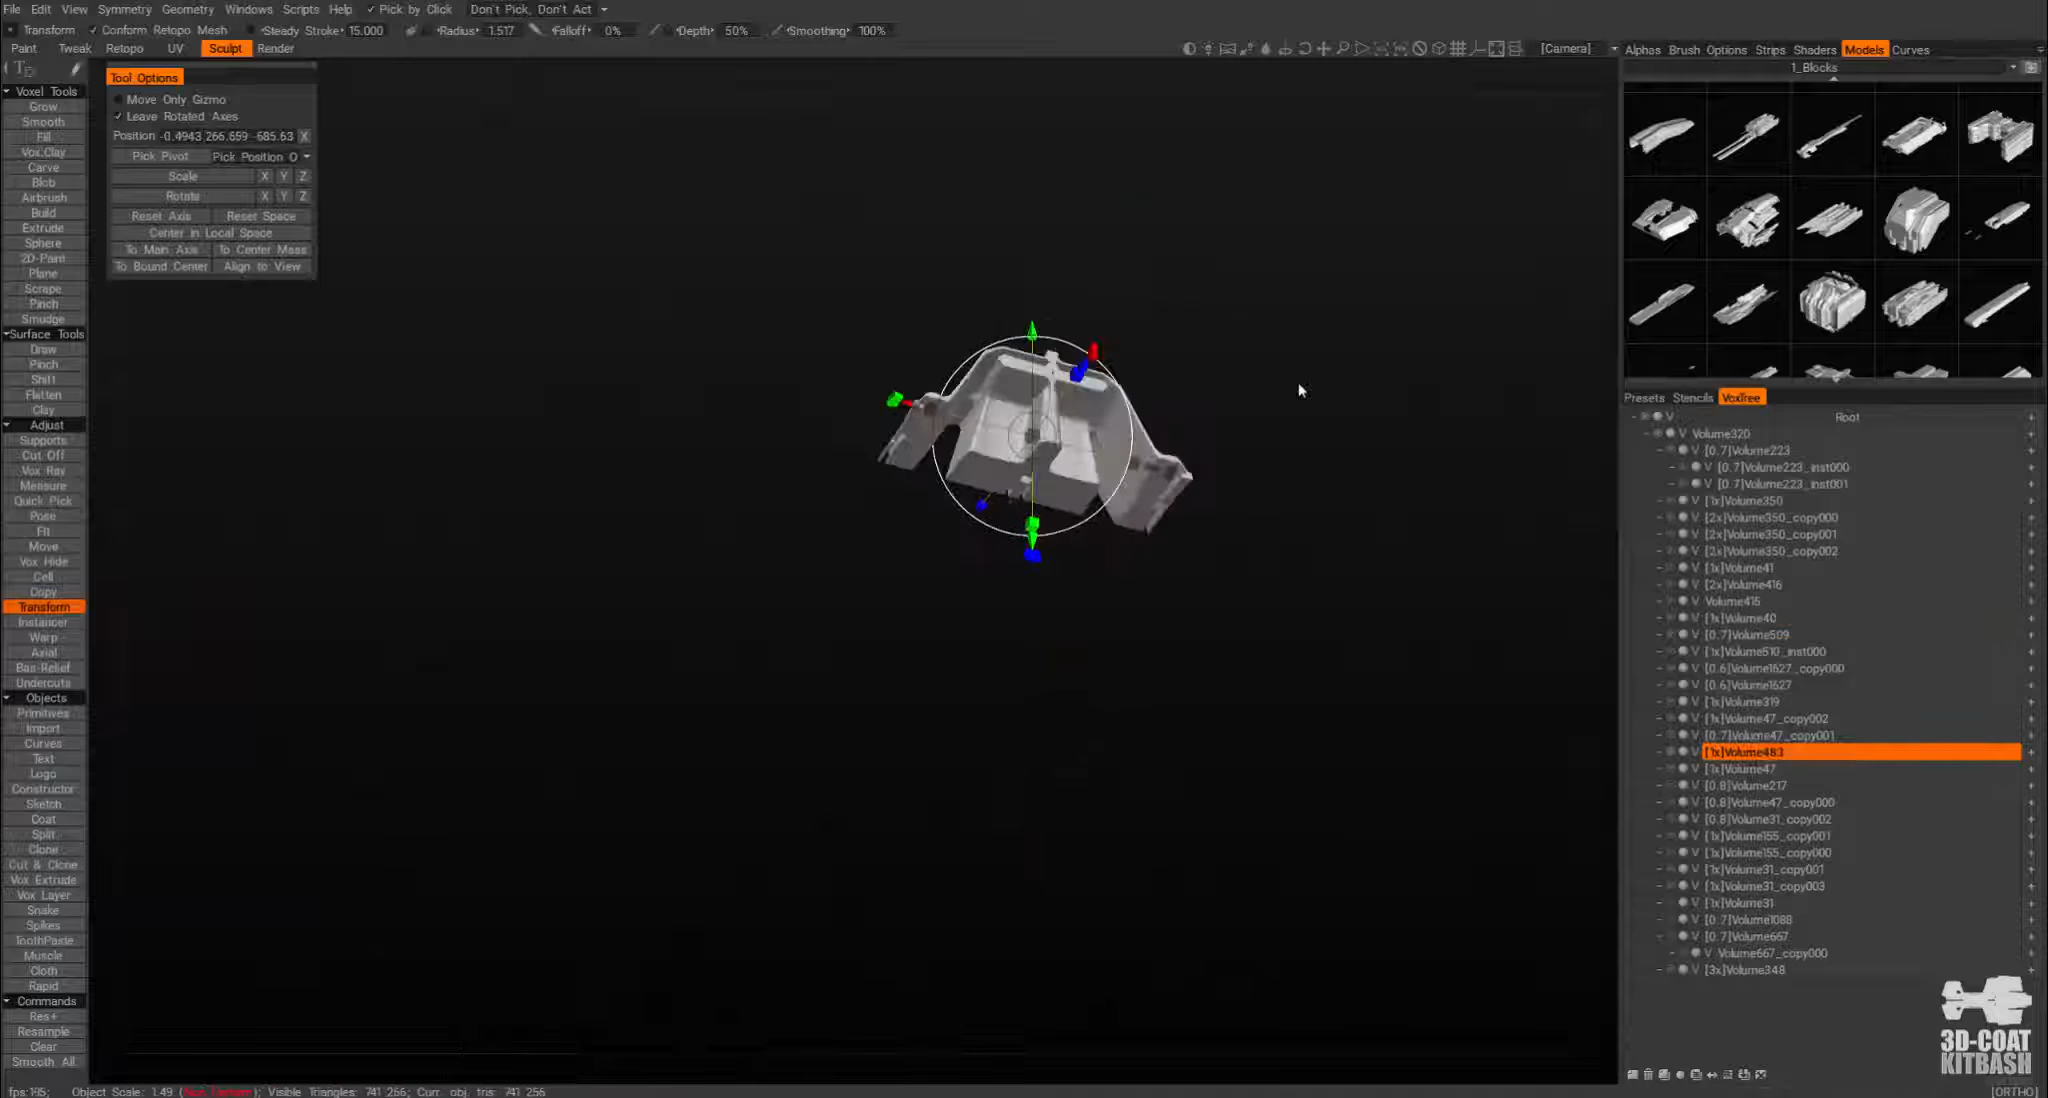 File Edit View Symmetry Geometry Windows Scripts Help ✓ Pick by Click Don't Pick, Don't Act
Transform ✓ Conform Retopo Mesh Steady Stroke 15.000 Radius 1.517 Falloff 0% Depth 50% Smoothing 100%
Paint Tweak Retopo UV Sculpt Render [Camera] Alphas Brush Options Strips Shaders Models Curves
1_Blocks
Tool Options
Move Only Gizmo
✓ Leave Rotated Axes
Position -0.4943 266.659 -685.63 X
Pick Pivot Pick Position O
Scale X Y Z
Rotate X Y Z
Reset Axis Reset Space
Center in Local Space
To Main Axis To Center Mass
To Bound Center Align to View
Voxel Tools
Grow
Smooth
Fill
Vox Clay
Carve
Blob
Airbrush
Build
Extrude
Sphere
2D-Paint
Plane
Scrape
Pinch
Smudge
Surface Tools
Draw
Pinch
Shift
Flatten
Clay
Adjust
Supports
Cut Off
Vox Ray
Measure
Quick Pick
Pose
Fit
Move
Vox Hide
Cell
Copy
Transform
Instancer
Warp
Axial
Bas-Relief
Undercuts
Objects
Primitives
Import
Curves
Text
Logo
Constructor
Sketch
Coat
Split
Clone
Cut & Clone
Vox Extrude
Vox Layer
Snake
Spikes
ToothPaste
Muscle
Cloth
Rapid
Commands
Res+
Resample
Clear
Smooth All
Presets Stencils VoxTree
Root
V Volume320
V [0.7]Volume223
V [0.7]Volume223_inst000
V [0.7]Volume223_inst001
V [1x]Volume350
V [2x]Volume350_copy000
V [2x]Volume350_copy001
V [2x]Volume350_copy002
V [1x]Volume41
V [2x]Volume416
V Volume415
V [1x]Volume40
V [0.7]Volume509
V [1x]Volume510_inst000
V [0.6]Volume1627_copy000
V [0.6]Volume1627
V [1x]Volume319
V [1x]Volume47_copy002
V [0.7]Volume47_copy001
V [1x]Volume483
V [1x]Volume47
V [0.8]Volume217
V [0.8]Volume47_copy000
V [0.8]Volume31_copy002
V [1x]Volume155_copy001
V [1x]Volume155_copy000
V [1x]Volume31_copy001
V [1x]Volume31_copy003
V [1x]Volume31
V [0.7]Volume1088
V [0.7]Volume667
V Volume667_copy000
V [3x]Volume348
3D-COAT
KITBASH
fps:195; Object Scale: 1.49 ( ); Visible Triangles: 741 256; Curr. obj. tris: 741 256
[ORTHO]